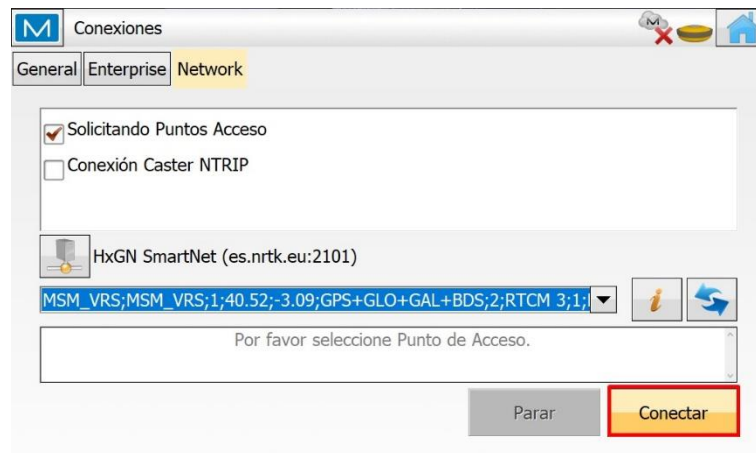 Conexiones
General Enterprise Network
Solicitando Puntos Acceso
Conexión Caster NTRIP
HxGN SmartNet (es.nrtk.eu:2101)
MSM_VRS;MSM_VRS;1;40.52;-3.09;GPS+GLO+GAL+BDS;2;RTCM 3;1;
Por favor seleccione Punto de Acceso.
Parar Conectar